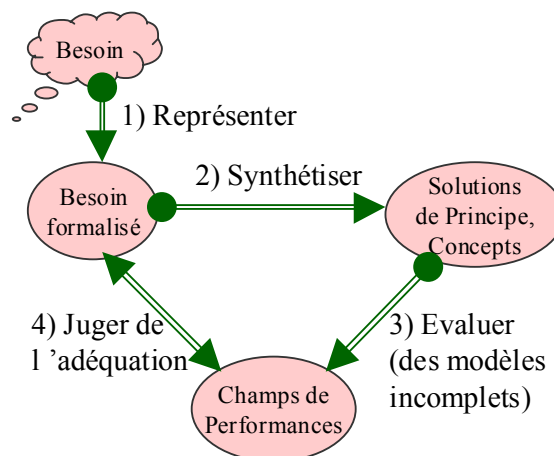 Besoin
1) Représenter
2) Synthétiser
Besoin
formalisé
Solutions
de Principe,
Concepts
4) Juger de
l ’adéquation
3) Evaluer
(des modèles
incomplets)
Champs de
Performances